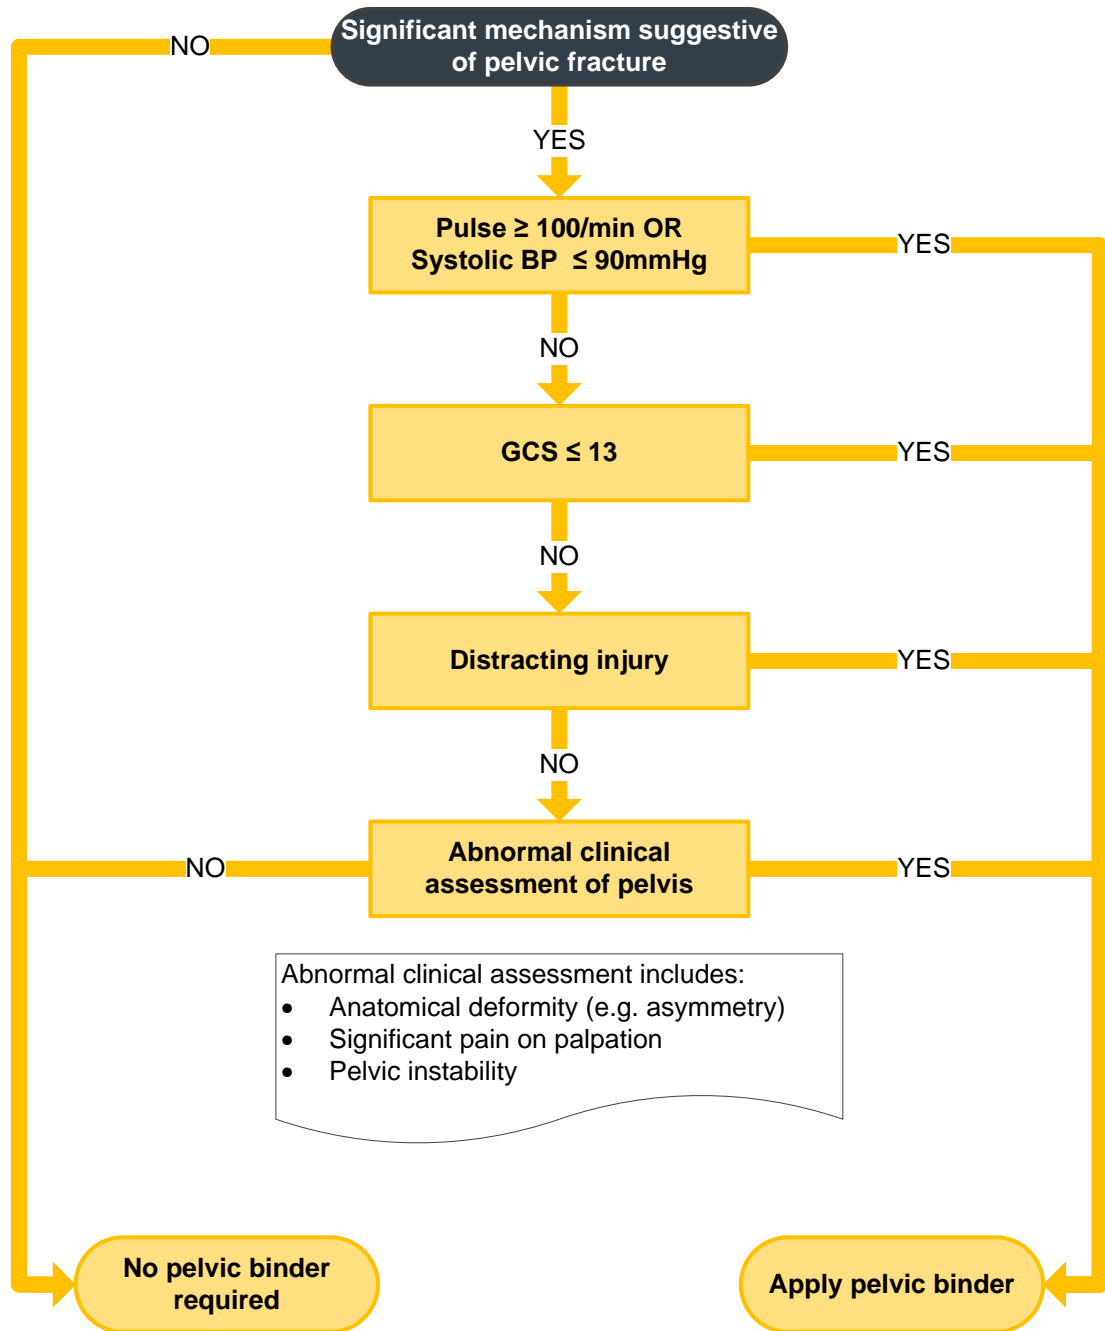 Significant mechanism suggestive
of pelvic fracture
NO
YES
Pulse ≥ 100/min OR
Systolic BP ≤ 90mmHg
YES
NO
GCS ≤ 13
YES
NO
Distracting injury
YES
NO
Abnormal clinical
assessment of pelvis
NO
YES
Abnormal clinical assessment includes:
• Anatomical deformity (e.g. asymmetry)
• Significant pain on palpation
• Pelvic instability
No pelvic binder
required
Apply pelvic binder